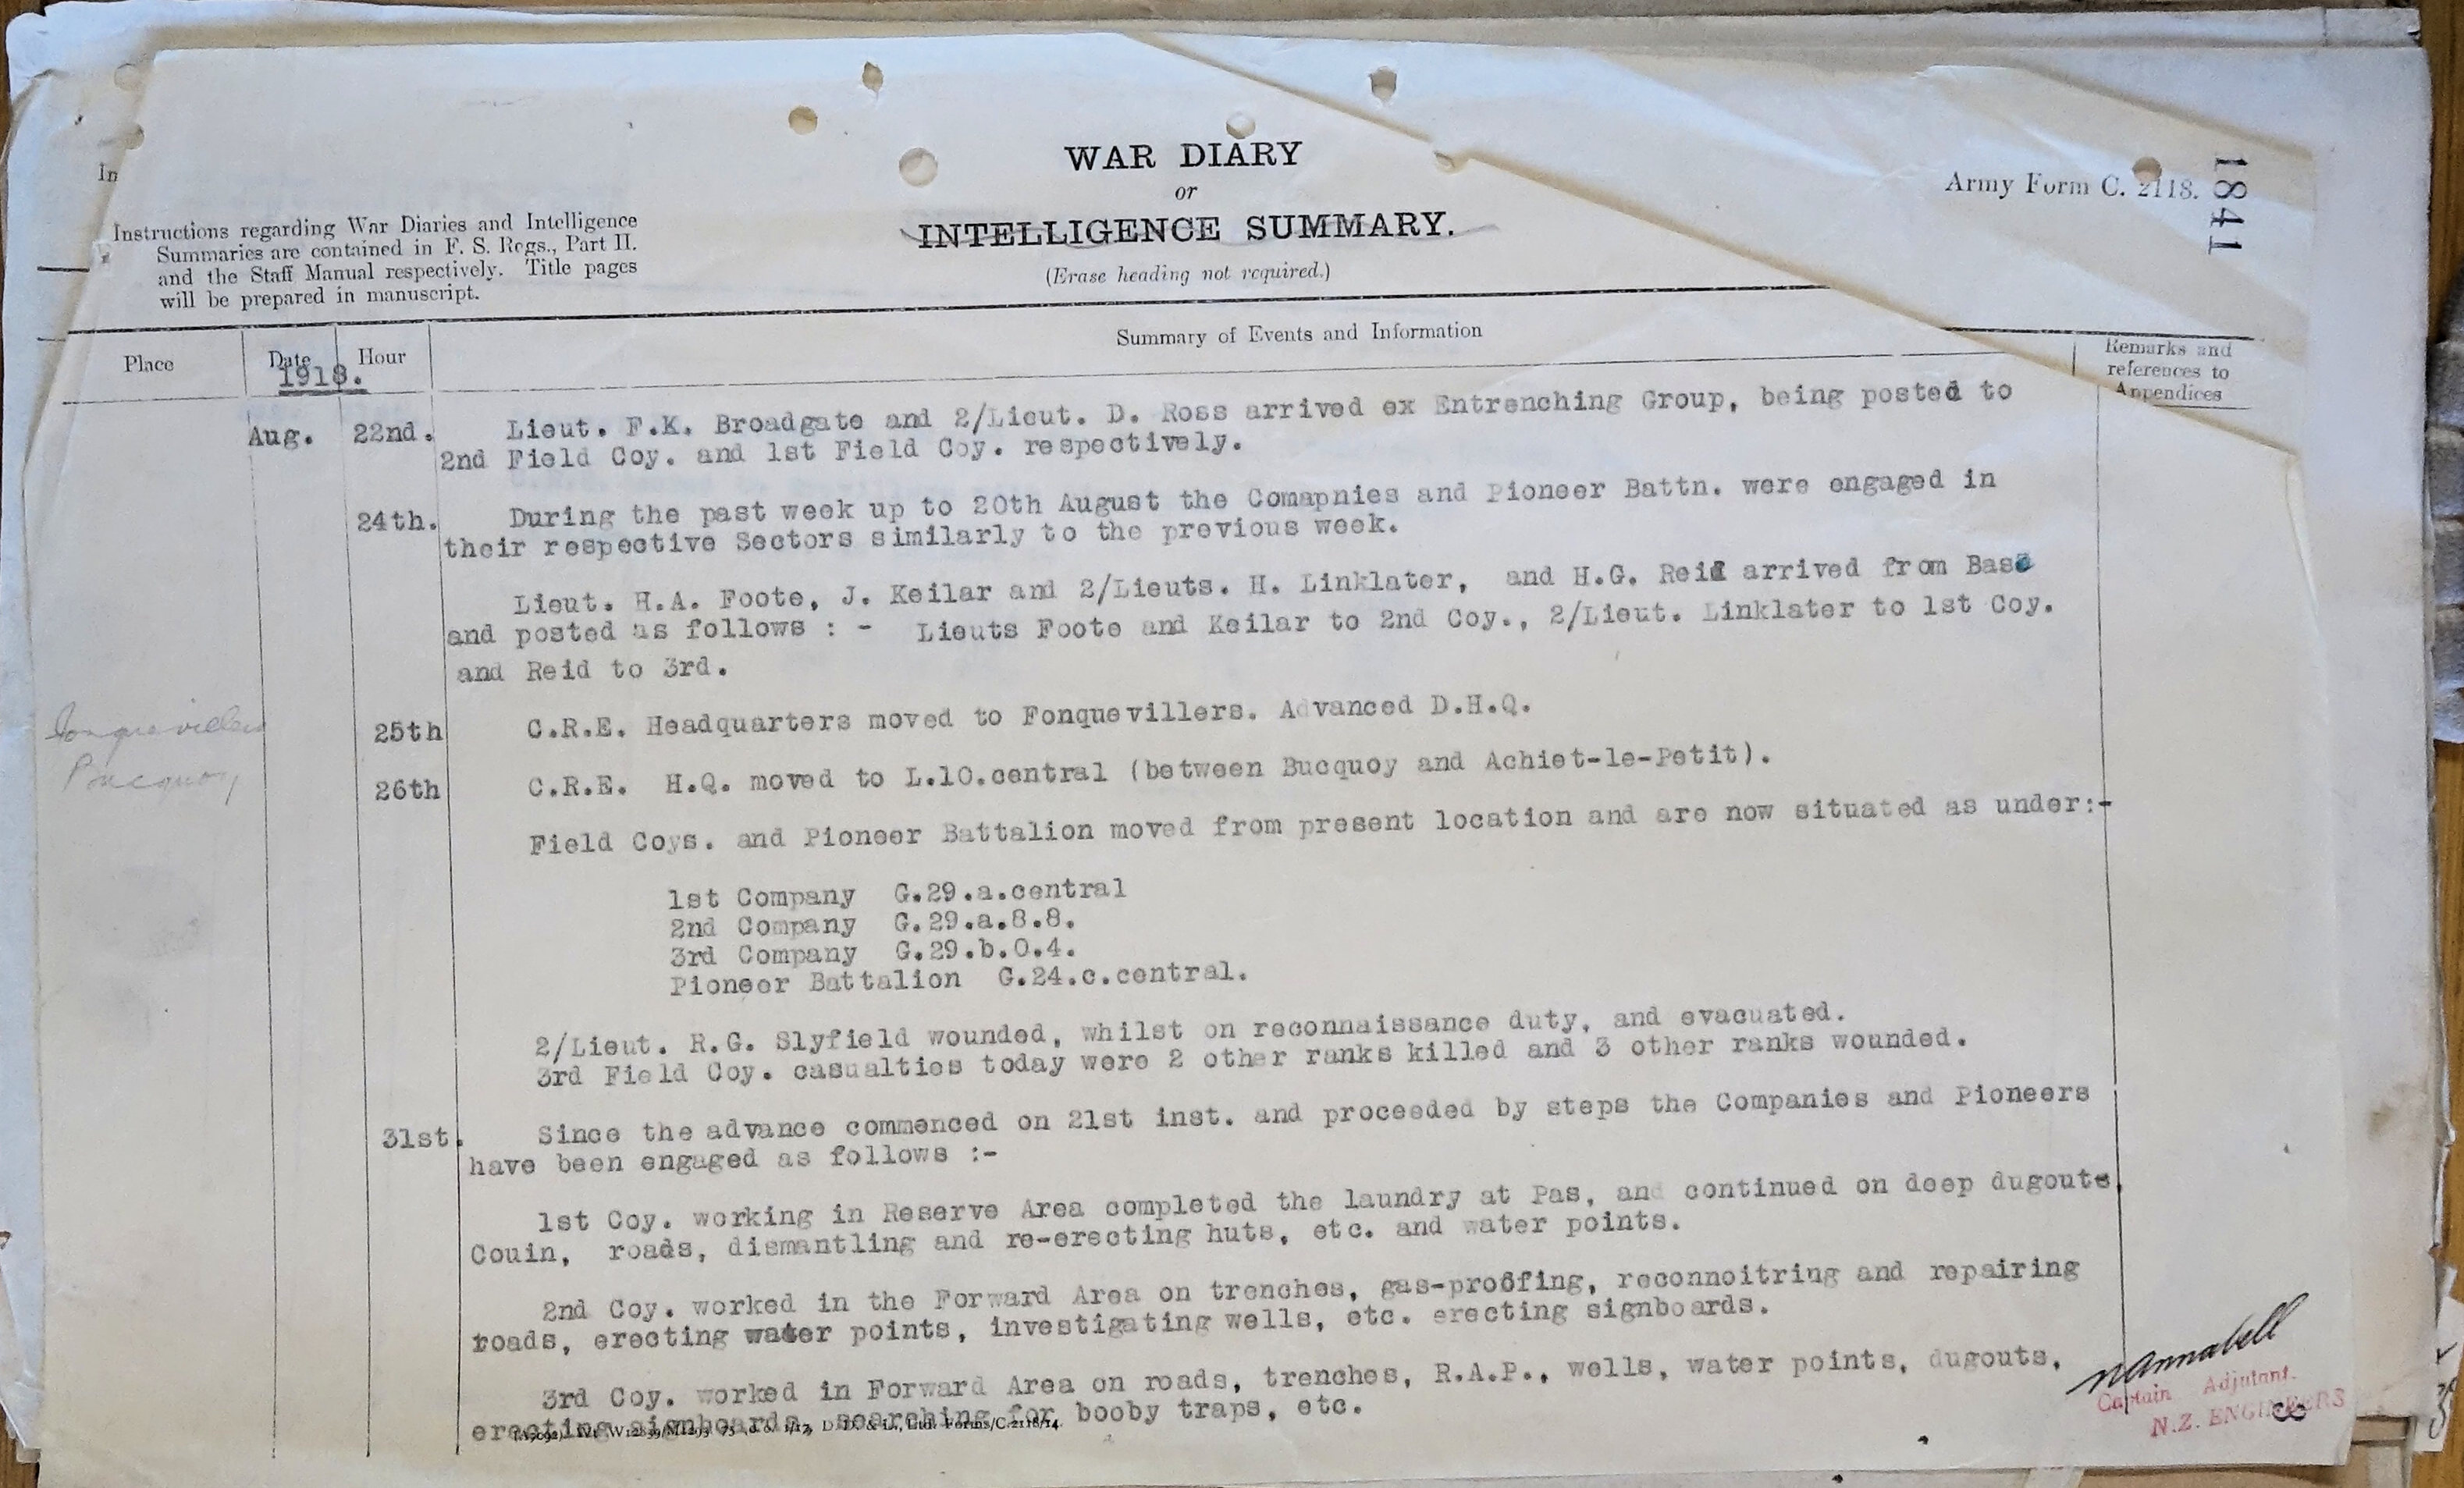 WAR DIARY
or
INTELLIGENCE SUMMARY.
(Erase heading not required.)
Army Form C. 2118.
1841
In
Instructions regarding War Diaries and Intelligence
Summaries are contained in F. S. Regs., Part II.
and the Staff Manual respectively. Title pages
will be prepared in manuscript.
Place
Date
Hour
1918.
Summary of Events and Information
Remarks and
references to
Appendices
Aug. 22nd. Lieut. F.K. Broadgate and 2/Lieut. D. Ross arrived ex Entrenching Group, being posted to
2nd Field Coy. and 1st Field Coy. respectively.
24th. During the past week up to 20th August the Comapnies and Pioneer Battn. were engaged in
their respective Sectors similarly to the previous week.
Lieut. H.A. Foote, J. Keilar and 2/Lieuts. H. Linklater, and H.G. Reid arrived from Base
and posted as follows : - Lieuts Foote and Keilar to 2nd Coy., 2/Lieut. Linklater to 1st Coy.
and Reid to 3rd.
Fonquevillers
25th C.R.E. Headquarters moved to Fonquevillers. Advanced D.H.Q.
Bucquoy
26th C.R.E. H.Q. moved to L.10.central (between Bucquoy and Achiet-le-Petit).
Field Coys. and Pioneer Battalion moved from present location and are now situated as under:-
1st Company G.29.a.central
2nd Company G.29.a.8.8.
3rd Company G.29.b.0.4.
Pioneer Battalion G.24.c.central.
2/Lieut. R.G. Slyfield wounded, whilst on reconnaissance duty, and evacuated.
3rd Field Coy. casualties today were 2 other ranks killed and 3 other ranks wounded.
31st. Since the advance commenced on 21st inst. and proceeded by steps the Companies and Pioneers
have been engaged as follows :-
1st Coy. working in Reserve Area completed the laundry at Pas, and continued on deep dugouts,
Couin, roads, dismantling and re-erecting huts, etc. and water points.
2nd Coy. worked in the Forward Area on trenches, gas-proofing, reconnoitring and repairing
roads, erecting water points, investigating wells, etc. erecting signboards.
3rd Coy. worked in Forward Area on roads, trenches, R.A.P., wells, water points, dugouts,
erecting signboards, searching for booby traps, etc.
D. D. & L., Ltd. Forms/C.2118/14.
NAnnabell
Captain Adjutant.
N.Z. ENGINEERS
8